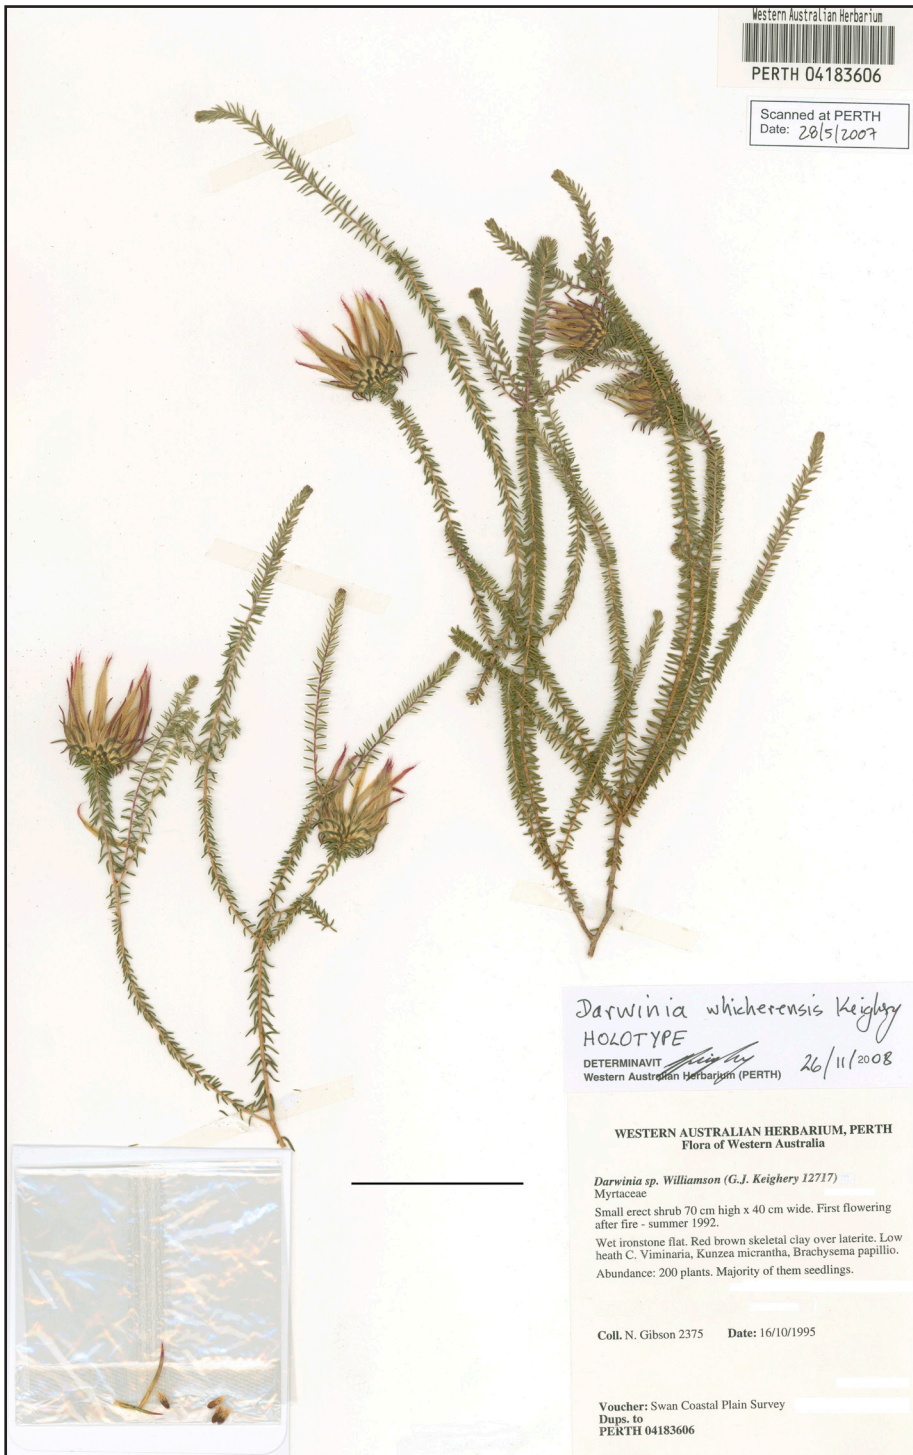 Western Australian Herbarium
PERTH 04183606
Scanned at PERTH
Date: 28/5/2007
Darwinia whicherensis Keighery
HOLOTYPE
DETERMINAVIT 26/11/2008
Western Australian Herbarium (PERTH)
WESTERN AUSTRALIAN HERBARIUM, PERTH
Flora of Western Australia
Darwinia sp. Williamson (G.J. Keighery 12717)
Myrtaceae
Small erect shrub 70 cm high x 40 cm wide. First flowering
after fire - summer 1992.
Wet ironstone flat. Red brown skeletal clay over laterite. Low
heath C. Viminaria, Kunzea micrantha, Brachysema papillio.
Abundance: 200 plants. Majority of them seedlings.
Coll. N. Gibson 2375 Date: 16/10/1995
Voucher: Swan Coastal Plain Survey
Dups. to
PERTH 04183606